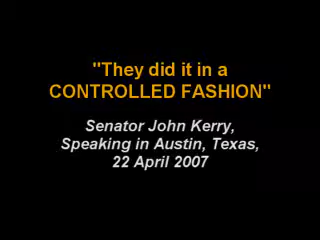 "They did it in a
CONTROLLED FASHION"
Senator John Kerry,
Speaking in Austin, Texas,
22 April 2007